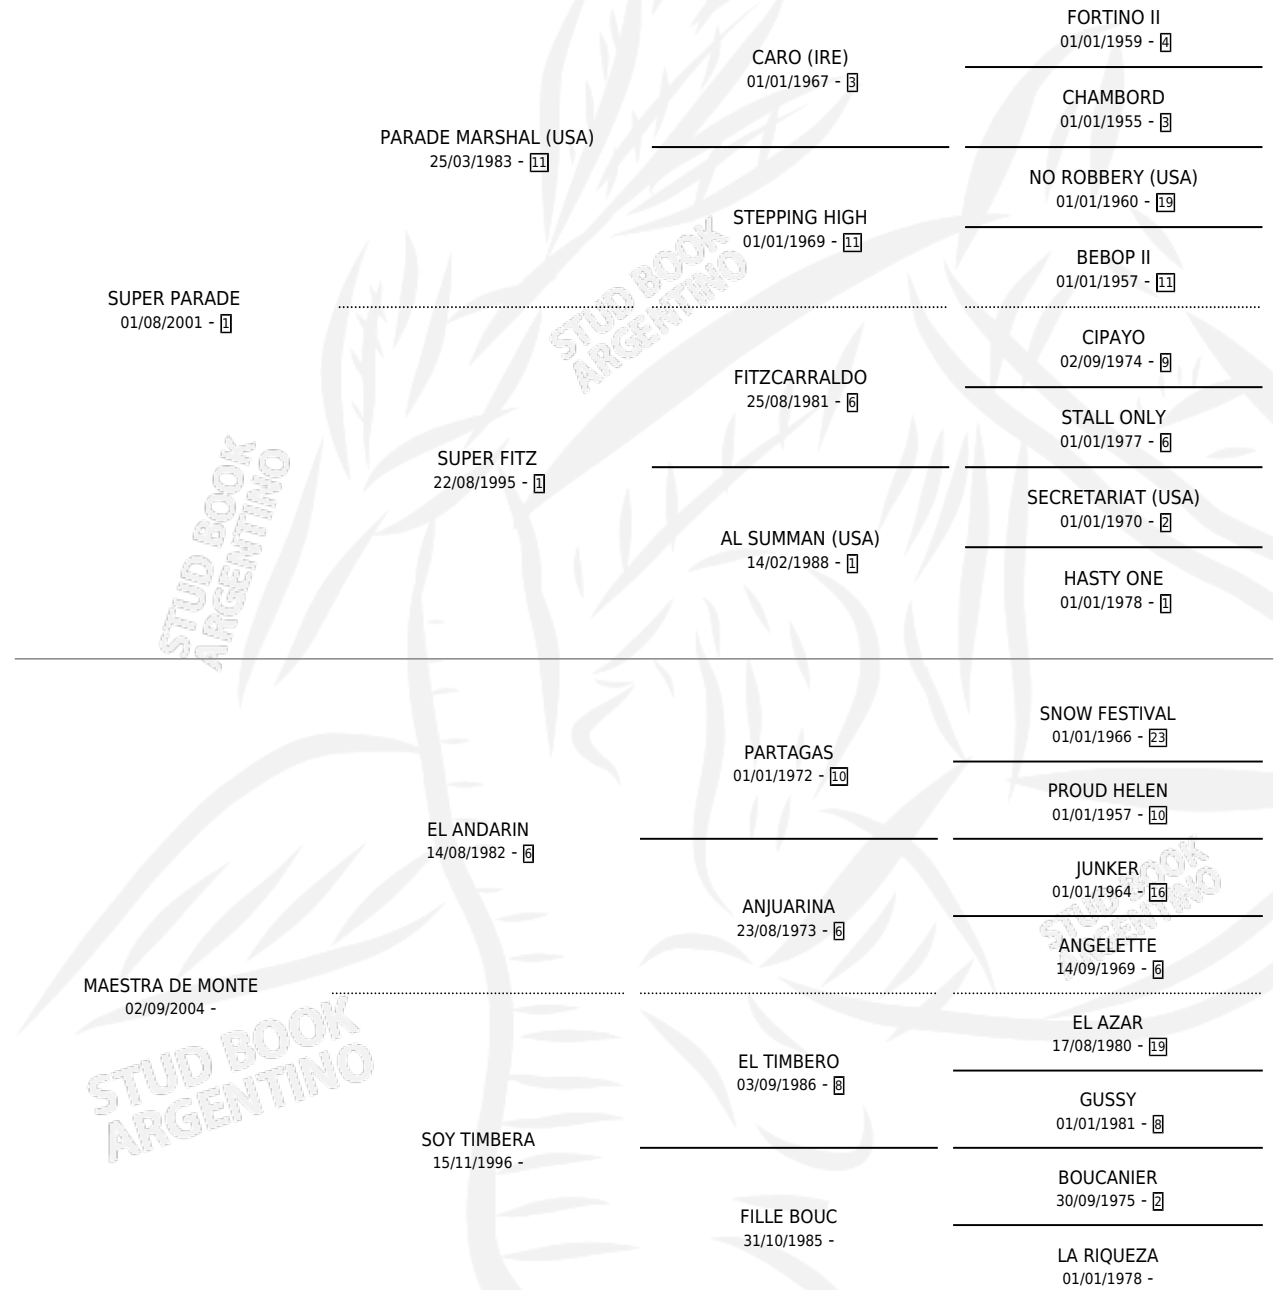 FORTINO II
01/01/1959 - 4
CARO (IRE)
01/01/1967 - 3
CHAMBORD
01/01/1955 - 3
PARADE MARSHAL (USA)
25/03/1983 - 11
NO ROBBERY (USA)
01/01/1960 - 19
STEPPING HIGH
01/01/1969 - 11
BEBOP II
01/01/1957 - 11
SUPER PARADE
01/08/2001 - 1
CIPAYO
02/09/1974 - 9
FITZCARRALDO
25/08/1981 - 6
STALL ONLY
01/01/1977 - 6
SUPER FITZ
22/08/1995 - 1
SECRETARIAT (USA)
01/01/1970 - 2
AL SUMMAN (USA)
14/02/1988 - 1
HASTY ONE
01/01/1978 - 1
SNOW FESTIVAL
01/01/1966 - 23
PARTAGAS
01/01/1972 - 10
PROUD HELEN
01/01/1957 - 10
EL ANDARIN
14/08/1982 - 6
JUNKER
01/01/1964 - 16
ANJUARINA
23/08/1973 - 6
ANGELETTE
14/09/1969 - 6
MAESTRA DE MONTE
02/09/2004 -
EL AZAR
17/08/1980 - 19
EL TIMBERO
03/09/1986 - 8
GUSSY
01/01/1981 - 8
SOY TIMBERA
15/11/1996 -
BOUCANIER
30/09/1975 - 2
FILLE BOUC
31/10/1985 -
LA RIQUEZA
01/01/1978 -
STUD BOOK
ARGENTINO
STUD BOOK
ARGENTINO
STUD BOOK
ARGENTINO
STUD BOOK
ARGENTINO